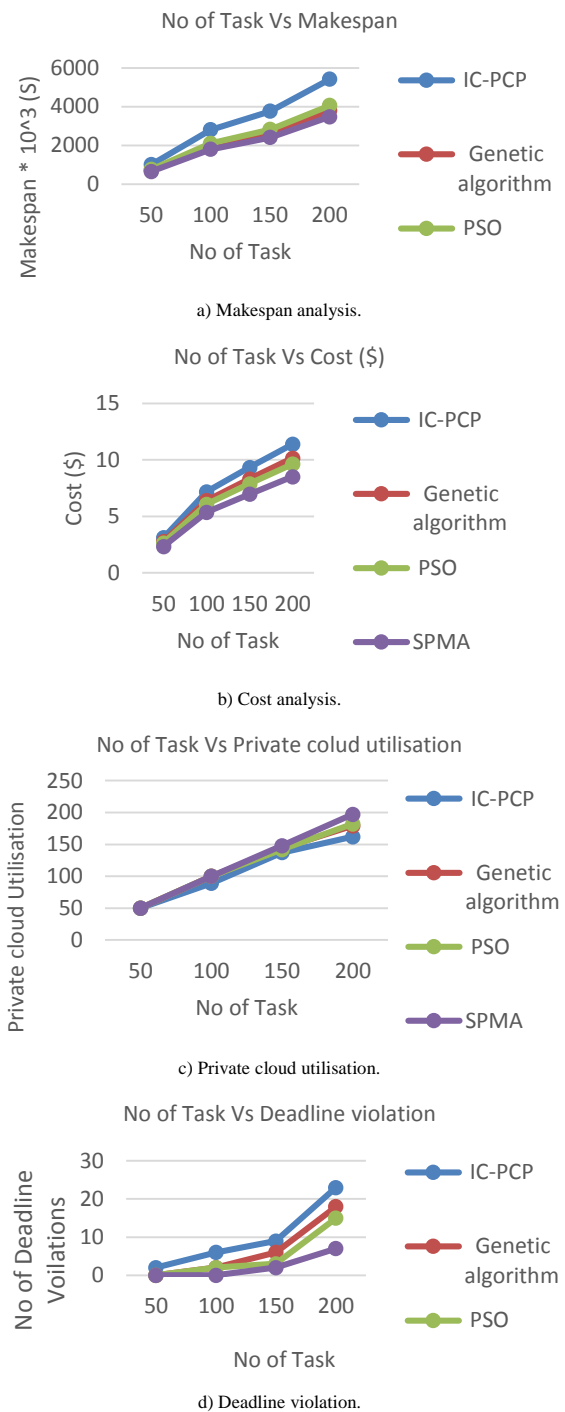 No of Task Vs Makespan
Makespan * 10^3 (S)
6000
4000
2000
0
50 100 150 200
No of Task
IC-PCP
Genetic
algorithm
PSO
a) Makespan analysis.
No of Task Vs Cost ($)
Cost ($)
15
10
5
0
50 100 150 200
No of Task
IC-PCP
Genetic
algorithm
PSO
SPMA
b) Cost analysis.
No of Task Vs Private colud utilisation
Private cloud Utilisation
250
200
150
100
50
0
50 100 150 200
No of Task
IC-PCP
Genetic
algorithm
PSO
SPMA
c) Private cloud utilisation.
No of Task Vs Deadline violation
No of Deadline
Voilations
30
20
10
0
50 100 150 200
No of Task
IC-PCP
Genetic
algorithm
PSO
d) Deadline violation.